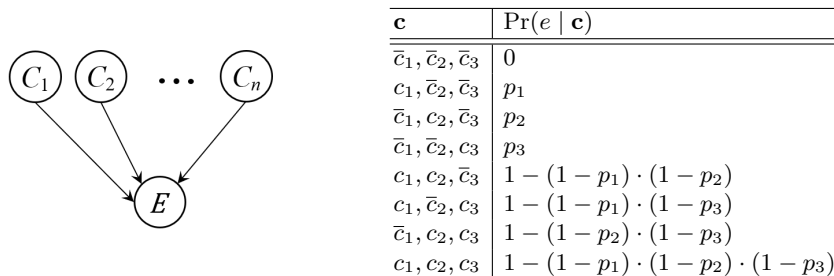 C₁ C₂ ... Cₙ
E
c | Pr(e | c)
c̅₁, c̅₂, c̅₃ | 0
c₁, c̅₂, c̅₃ | p₁
c̅₁, c₂, c̅₃ | p₂
c̅₁, c̅₂, c₃ | p₃
c₁, c₂, c̅₃ | 1 − (1 − p₁) · (1 − p₂)
c₁, c̅₂, c₃ | 1 − (1 − p₁) · (1 − p₃)
c̅₁, c₂, c₃ | 1 − (1 − p₂) · (1 − p₃)
c₁, c₂, c₃ | 1 − (1 − p₁) · (1 − p₂) · (1 − p₃)